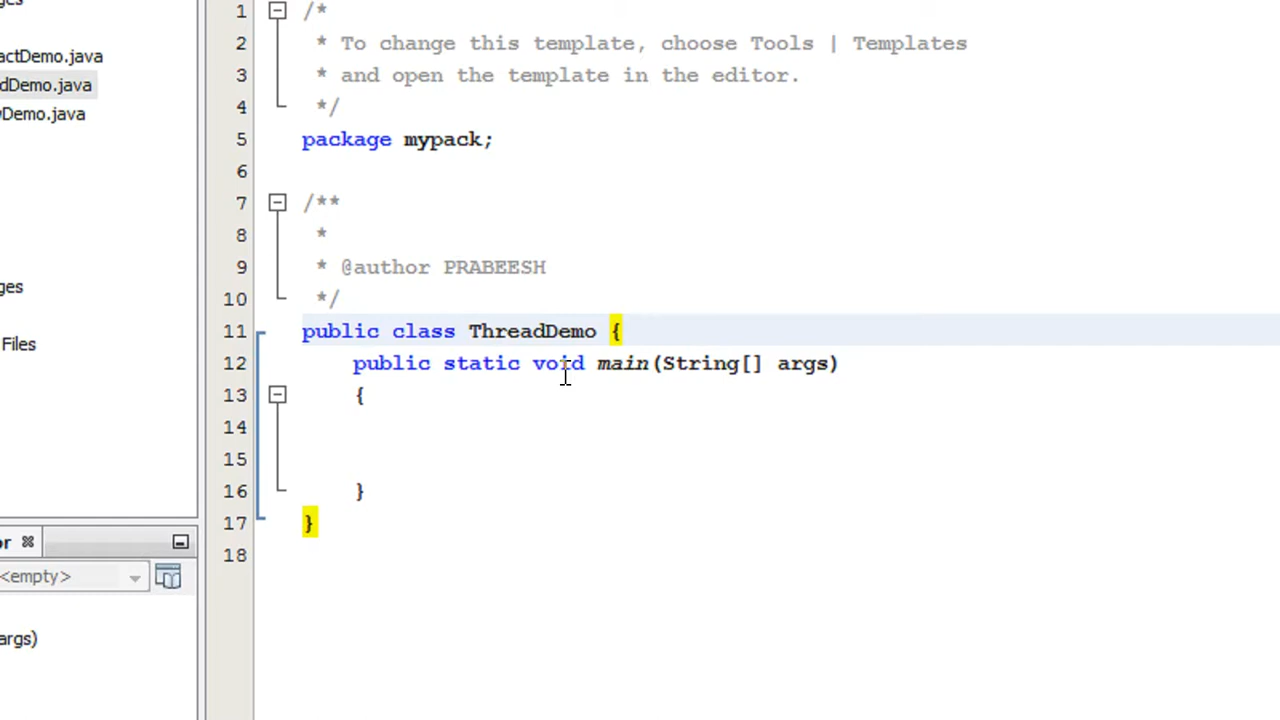 ges
actDemo.java
dDemo.java
Demo.java
ges
Files
or
<empty>
args)
1 /*
2 * To change this template, choose Tools | Templates
3 * and open the template in the editor.
4 */
5 package mypack;
6
7 /**
8 *
9 * @author PRABEESH
10 */
11 public class ThreadDemo {
12 public static void main(String[] args)
13 {
14
15
16 }
17 }
18